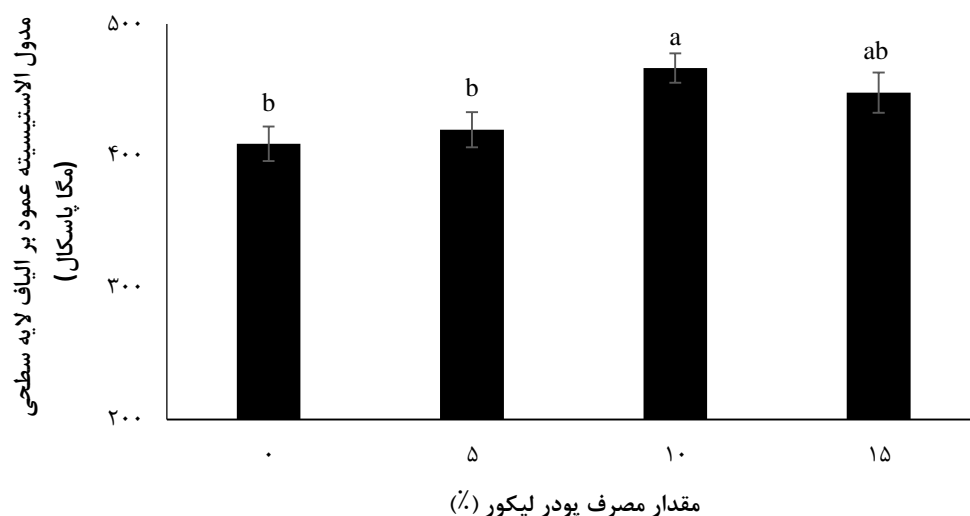 مدول الاستیسیته عمود بر الیاف لایه سطحی
(مگا پاسکال)
۵۰۰
۴۰۰
۳۰۰
۲۰۰
b
b
a
ab
۰
۵
۱۰
۱۵
مقدار مصرف پودر لیکور (٪)